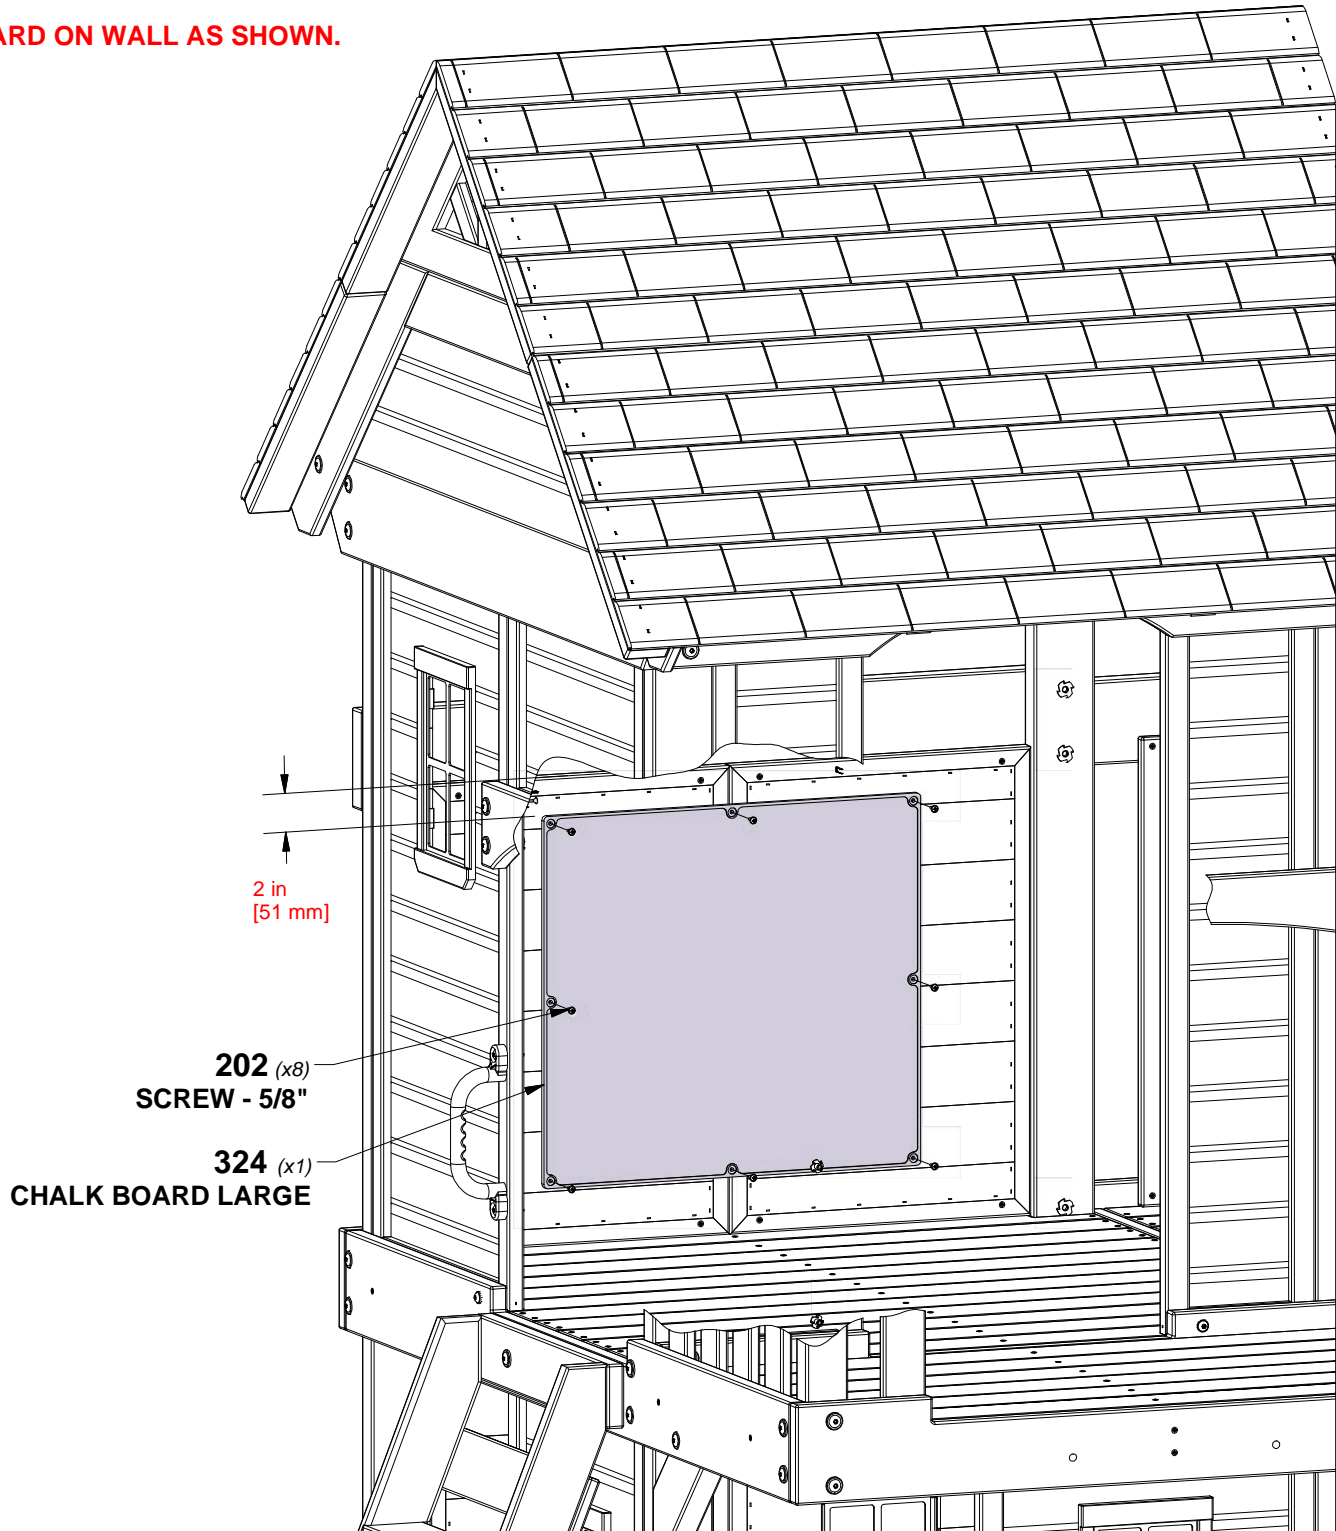 ARD ON WALL AS SHOWN.
2 in
[51 mm]
202 (x8)
SCREW - 5/8"
324 (x1)
CHALK BOARD LARGE